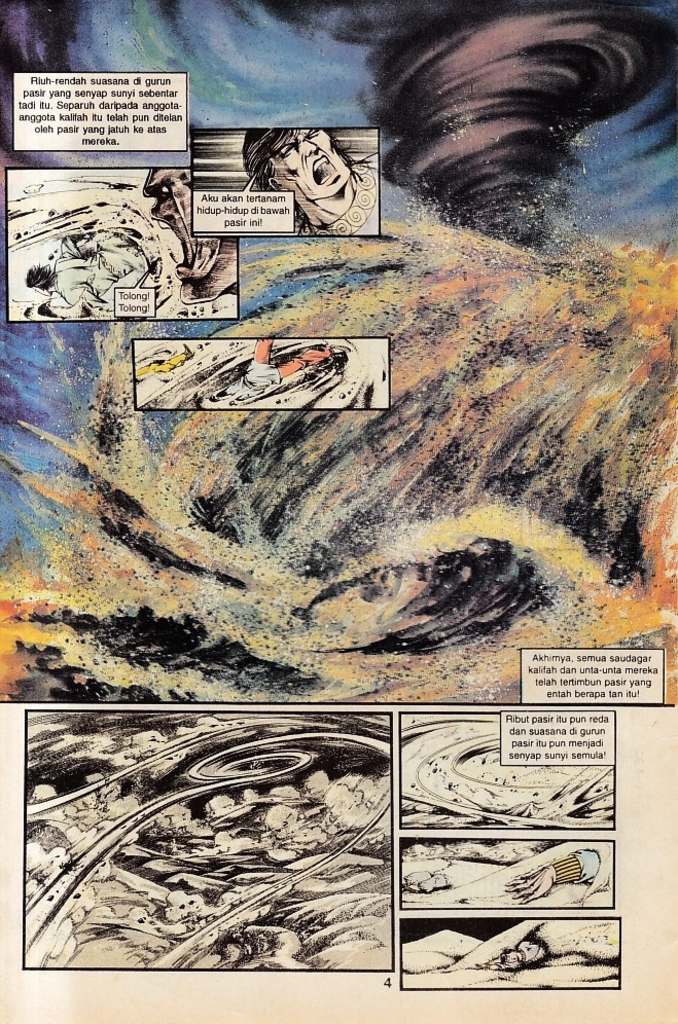 Riuh-rendah suasana di gurun
pasir yang senyap sunyi sebentar
tadi itu. Separuh daripada anggota-
anggota kalifah itu telah pun ditelan
oleh pasir yang jatuh ke atas
mereka.
Aku akan tertanam
hidup-hidup di bawah
pasir ini!
Tolong!
Tolong!
Akhirnya, semua saudagar
kalifah dan unta-unta mereka
telah tertimbun pasir yang
entah berapa tan itu!
Ribut pasir itu pun reda
dan suasana di gurun
pasir itu pun menjadi
senyap sunyi semula!
4